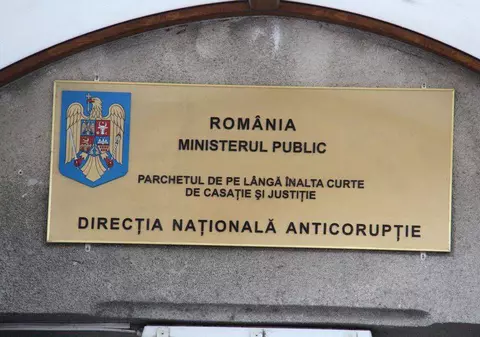 ROMÂNIA
MINISTERUL PUBLIC
PARCHETUL DE PE LÂNGĂ ÎNALTA CURTE
DE CASAȚIE ȘI JUSTIȚIE
DIRECȚIA NAȚIONALĂ ANTICORUPȚIE